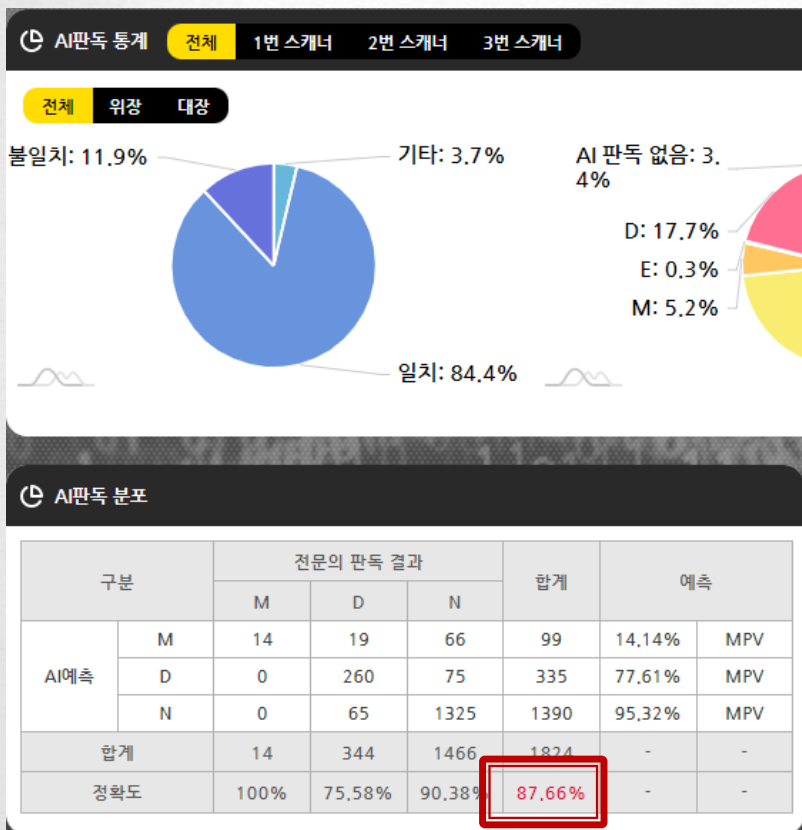 AI판독 통계 전체 1번 스캐너 2번 스캐너 3번 스캐너
전체 위장 대장
불일치: 11.9%
기타: 3.7%
일치: 84.4%
AI 판독 없음: 3.
4%
D: 17.7%
E: 0.3%
M: 5.2%
AI판독 분포
구분 전문의 판독 결과 합계 예측
M D N
AI예측 M 14 19 66 99 14.14% MPV
D 0 260 75 335 77.61% MPV
N 0 65 1325 1390 95.32% MPV
합계 14 344 1466 1824 - -
정확도 100% 75.58% 90.38% 87.66% - -